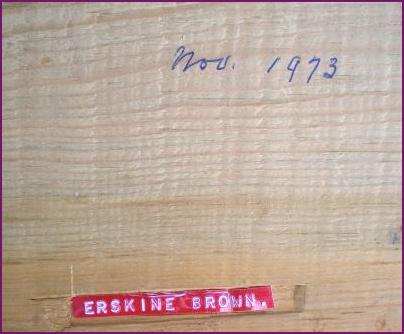 Nov. 1973
ERSKINE BROWN.